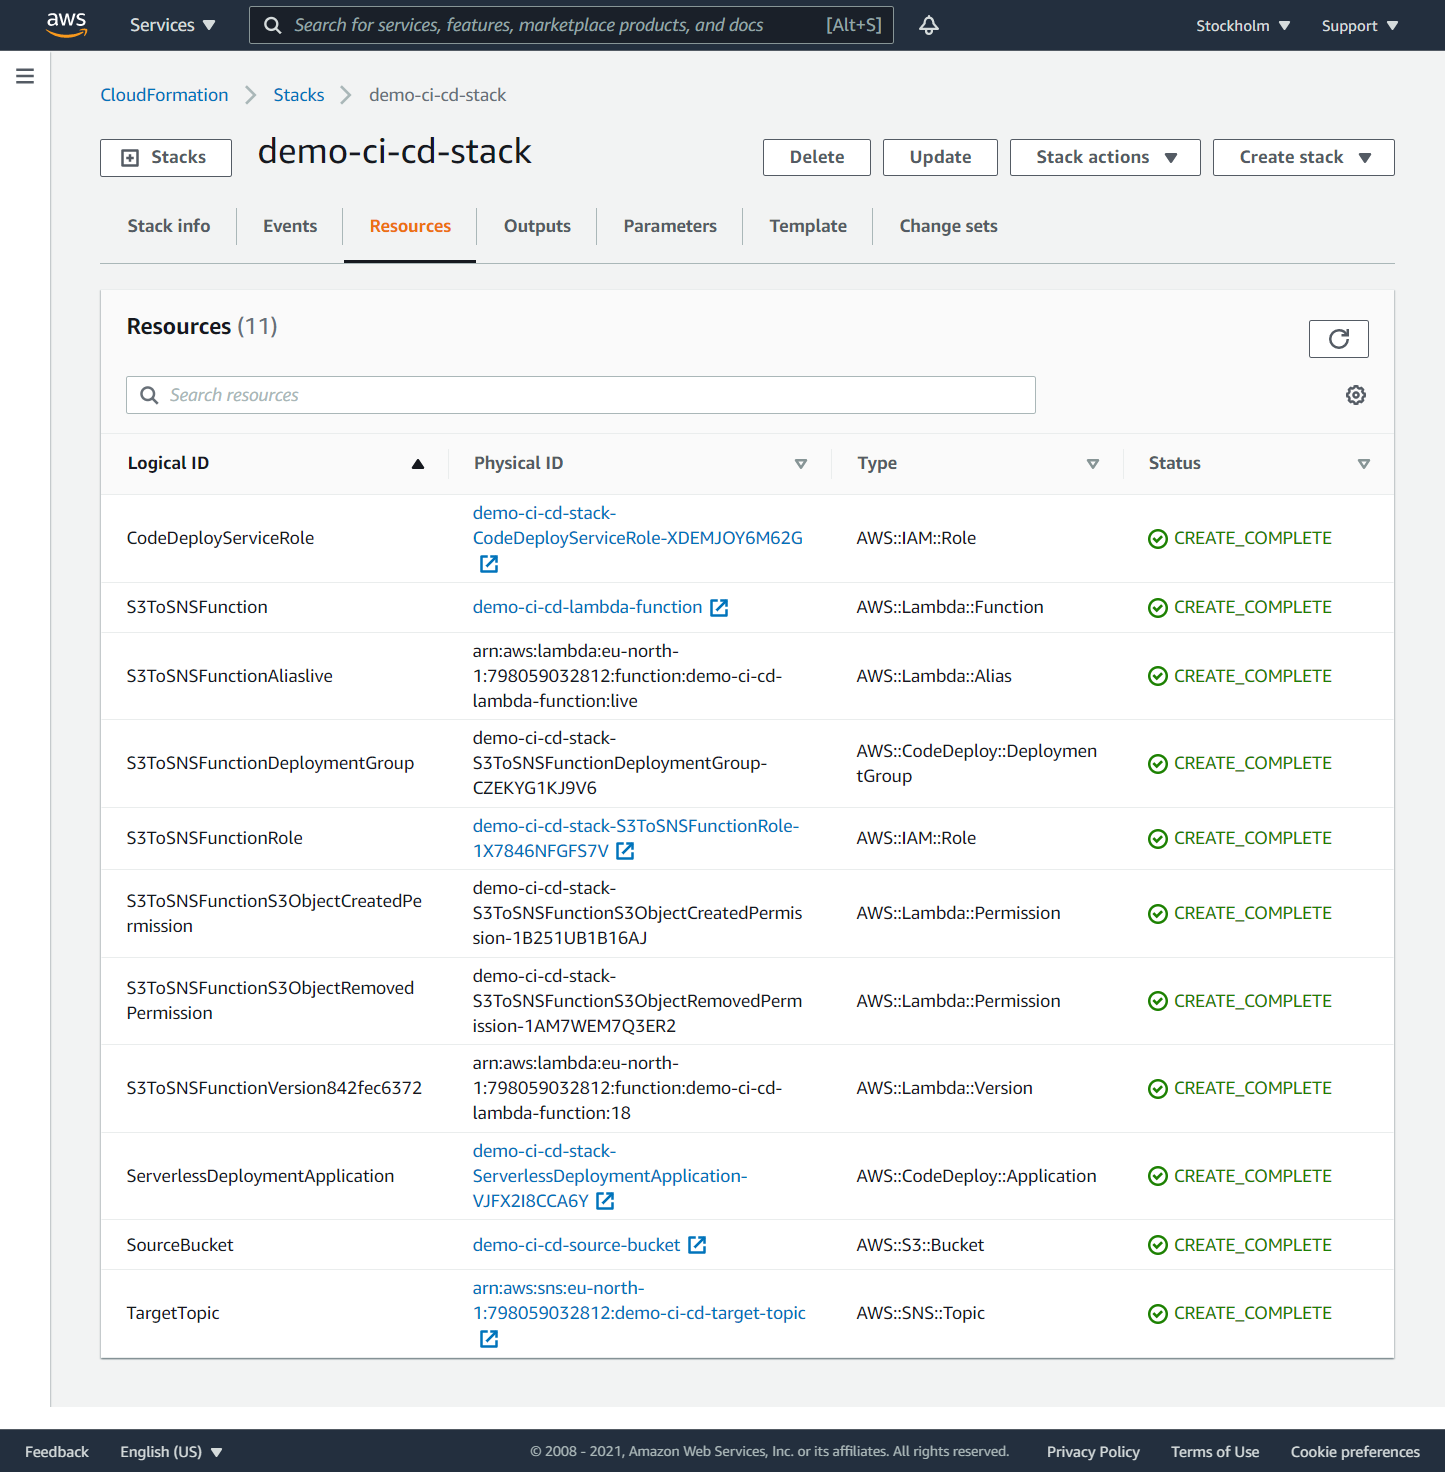 aws Services Search for services, features, marketplace products, and docs [Alt+S] Stockholm Support
CloudFormation Stacks demo-ci-cd-stack
Stacks demo-ci-cd-stack Delete Update Stack actions Create stack
Stack info Events Resources Outputs Parameters Template Change sets
Resources (11)
Search resources
Logical ID Physical ID Type Status
demo-ci-cd-stack-
CodeDeployServiceRole CodeDeployServiceRole-XDEMJOY6M62G AWS::IAM::Role CREATE_COMPLETE
S3ToSNSFunction demo-ci-cd-lambda-function AWS::Lambda::Function CREATE_COMPLETE
arn:aws:lambda:eu-north-
S3ToSNSFunctionAliaslive 1:798059032812:function:demo-ci-cd- AWS::Lambda::Alias CREATE_COMPLETE
lambda-function:live
demo-ci-cd-stack-
S3ToSNSFunctionDeploymentGroup S3ToSNSFunctionDeploymentGroup- AWS::CodeDeploy::Deploymen CREATE_COMPLETE
CZEKYG1KJ9V6 tGroup
demo-ci-cd-stack-S3ToSNSFunctionRole-
S3ToSNSFunctionRole AWS::IAM::Role CREATE_COMPLETE
1X7846NFGFS7V
demo-ci-cd-stack-
S3ToSNSFunctionS3ObjectCreatedPe S3ToSNSFunctionS3ObjectCreatedPermis AWS::Lambda::Permission CREATE_COMPLETE
rmission sion-1B251UB1B16AJ
demo-ci-cd-stack-
S3ToSNSFunctionS3ObjectRemoved S3ToSNSFunctionS3ObjectRemovedPerm AWS::Lambda::Permission CREATE_COMPLETE
Permission ission-1AM7WEM7Q3ER2
arn:aws:lambda:eu-north-
S3ToSNSFunctionVersion842fec6372 1:798059032812:function:demo-ci-cd- AWS::Lambda::Version CREATE_COMPLETE
lambda-function:18
demo-ci-cd-stack-
ServerlessDeploymentApplication ServerlessDeploymentApplication- AWS::CodeDeploy::Application CREATE_COMPLETE
VJFX2I8CCA6Y
SourceBucket demo-ci-cd-source-bucket AWS::S3::Bucket CREATE_COMPLETE
arn:aws:sns:eu-north-
TargetTopic 1:798059032812:demo-ci-cd-target-topic AWS::SNS::Topic CREATE_COMPLETE
Feedback English (US) © 2008 - 2021, Amazon Web Services, Inc. or its affiliates. All rights reserved. Privacy Policy Terms of Use Cookie preferences